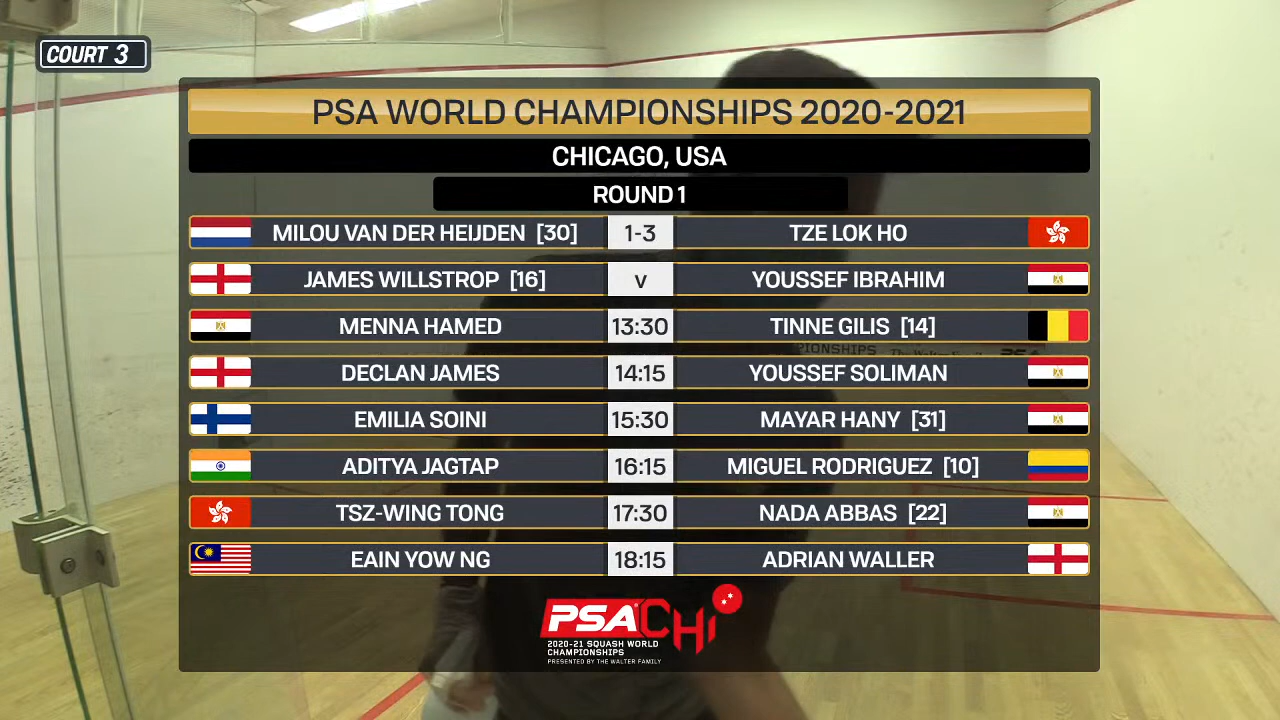 COURT 3
PSA WORLD CHAMPIONSHIPS 2020-2021
CHICAGO, USA
ROUND 1
MILOU VAN DER HEIJDEN [30] 1-3 TZE LOK HO
JAMES WILLSTROP [16] V YOUSSEF IBRAHIM
MENNA HAMED 13:30 TINNE GILIS [14]
DECLAN JAMES 14:15 YOUSSEF SOLIMAN
EMILIA SOINI 15:30 MAYAR HANY [31]
ADITYA JAGTAP 16:15 MIGUEL RODRIGUEZ [10]
TSZ-WING TONG 17:30 NADA ABBAS [22]
EAIN YOW NG 18:15 ADRIAN WALLER
PSA CHI
2020-21 SQUASH WORLD
CHAMPIONSHIPS
PRESENTED BY THE WALTER FAMILY